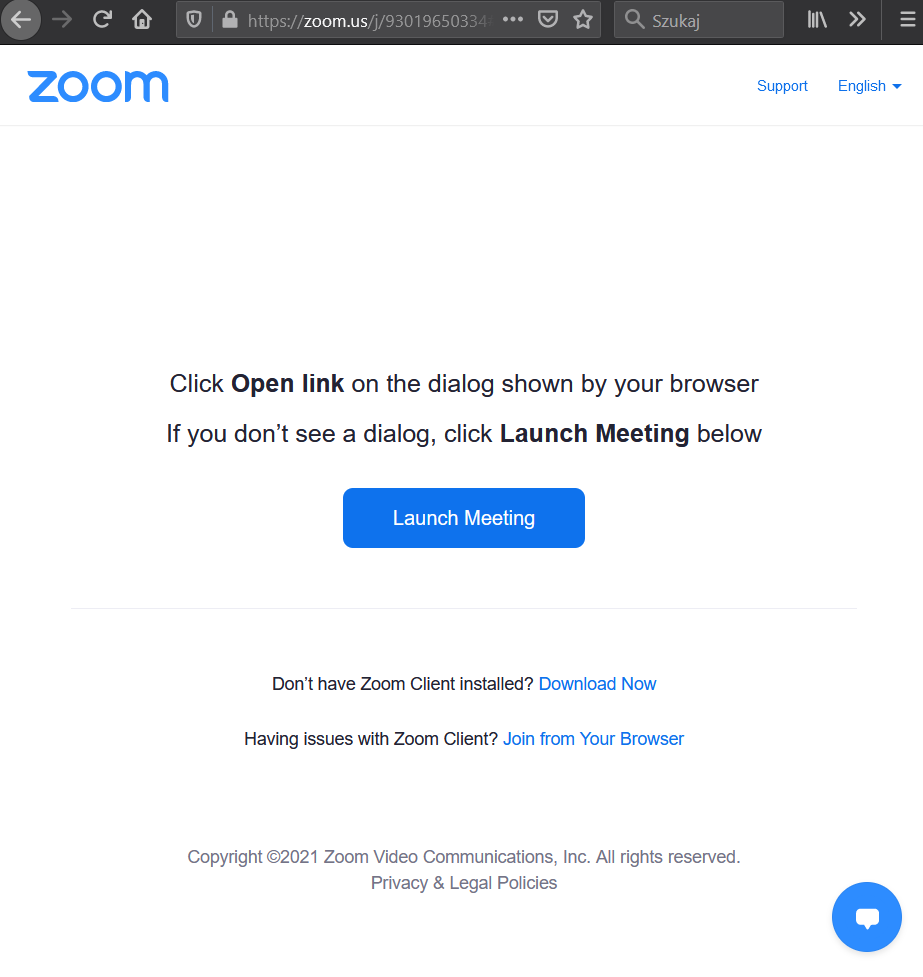 https://zoom.us/j/93019650334
Szukaj
zoom
Support
English
Click Open link on the dialog shown by your browser
If you don’t see a dialog, click Launch Meeting below
Launch Meeting
Don’t have Zoom Client installed? Download Now
Having issues with Zoom Client? Join from Your Browser
Copyright ©2021 Zoom Video Communications, Inc. All rights reserved.
Privacy & Legal Policies